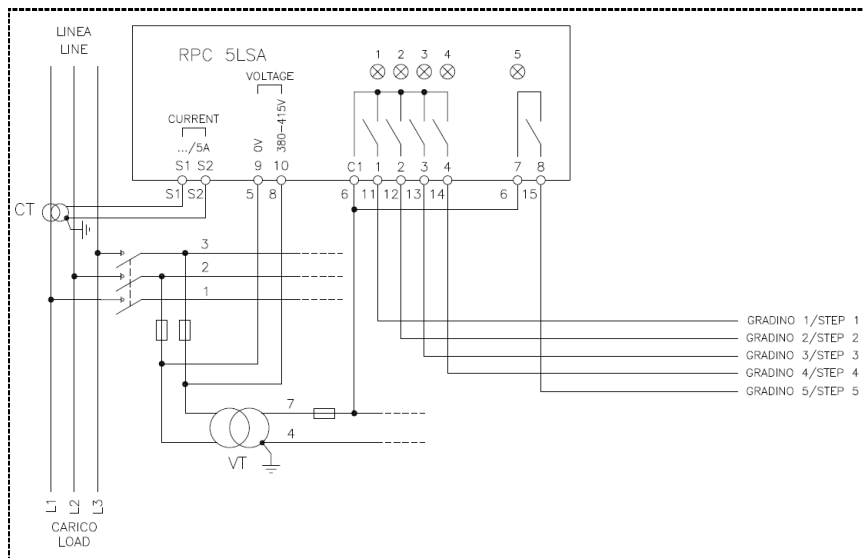 LINEA
LINE
RPC 5LSA
1 2 3 4 5
VOLTAGE
CURRENT
.../5A
0V
380-415V
S1 S2 9 10 C1 1 2 3 4 7 8
S1 S2 5 8 6 11 12 13 14 6 15
CT
3
2
1
GRADINO 1/STEP 1
GRADINO 2/STEP 2
GRADINO 3/STEP 3
GRADINO 4/STEP 4
GRADINO 5/STEP 5
7
4
VT
L1 L2 L3
CARICO
LOAD